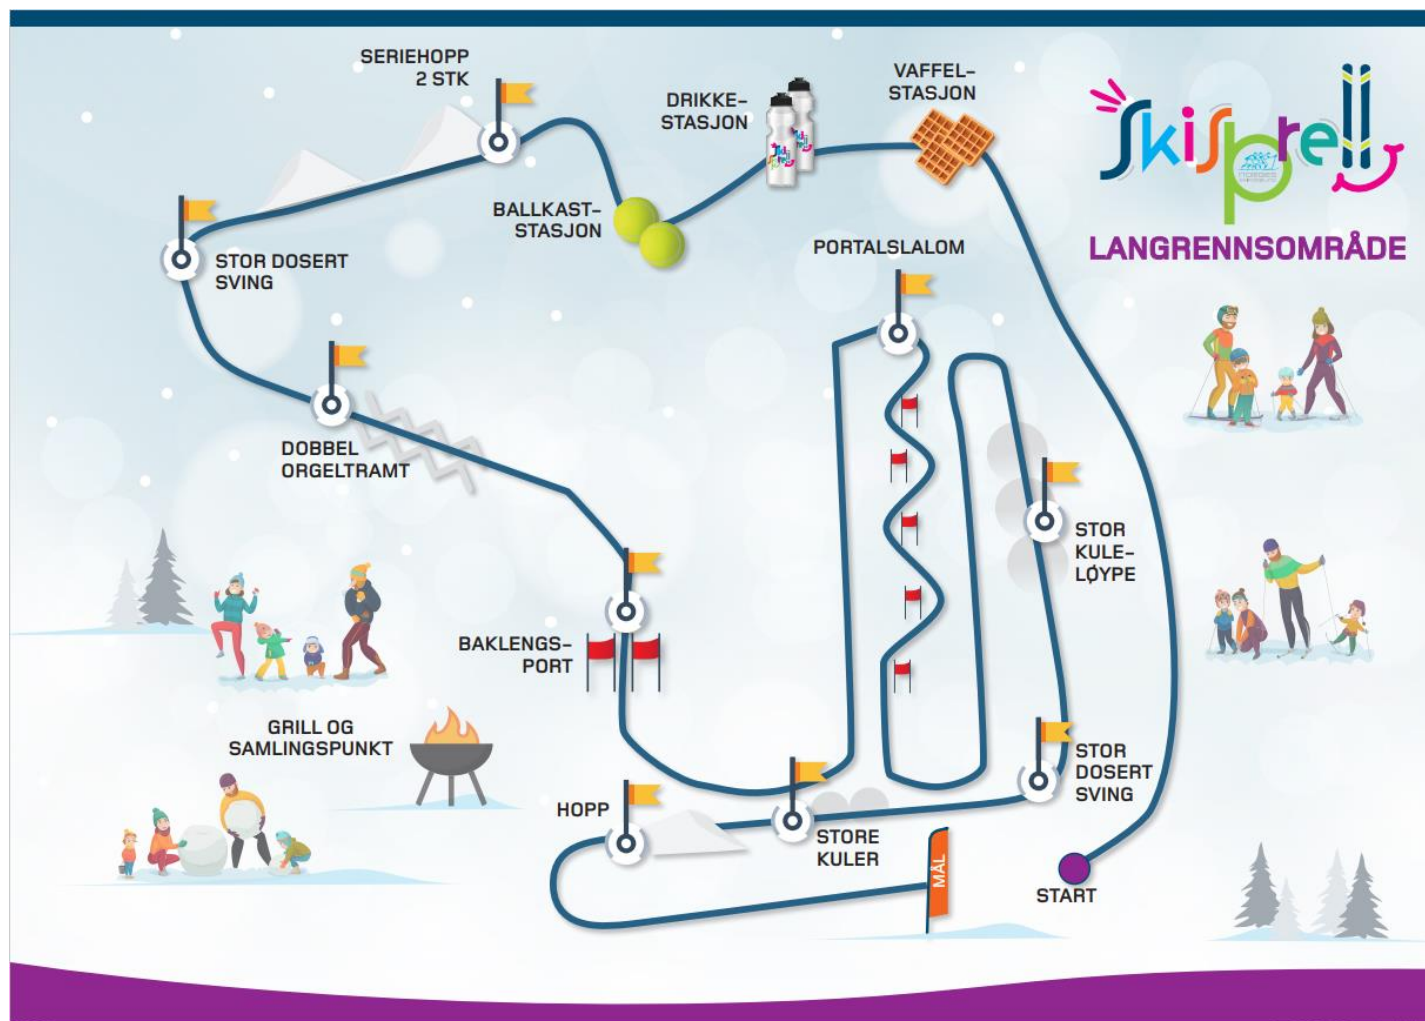 SERIEHOPP
2 STK
DRIKKE-
STASJON
VAFFEL-
STASJON
Skisprell
LANGRENNSOMRÅDE
BALLKAST-
STASJON
STOR DOSERT
SVING
PORTALSLALOM
DOBBEL
ORGELTRAMT
STOR
KULE-
LØYPE
BAKLENGS-
PORT
GRILL OG
SAMLINGSPUNKT
STOR
DOSERT
SVING
HOPP
STORE
KULER
MÅL
START